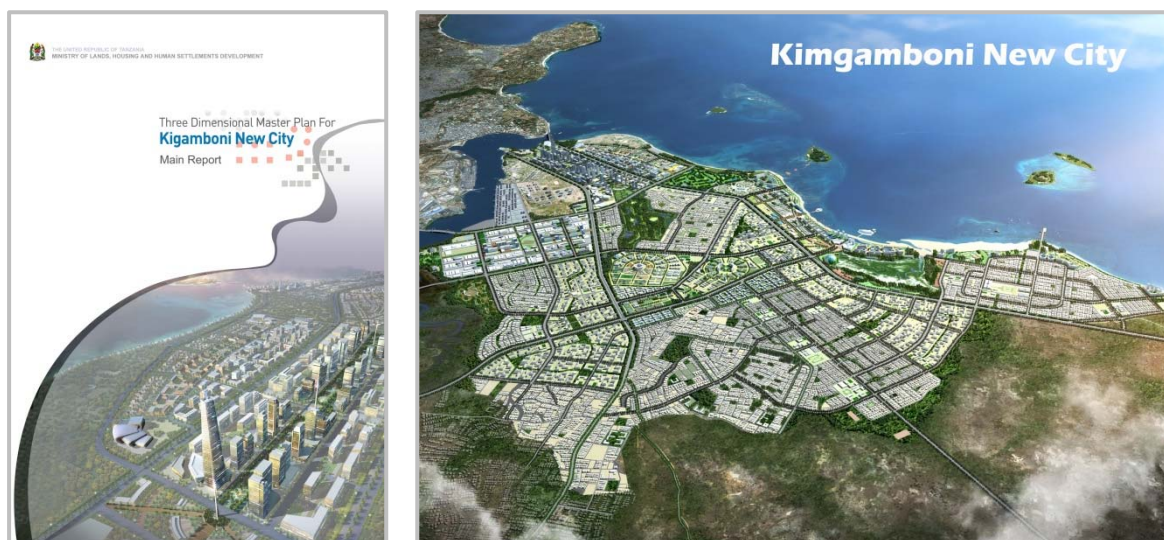 THE UNITED REPUBLIC OF TANZANIA
MINISTRY OF LANDS, HOUSING AND HUMAN SETTLEMENTS DEVELOPMENT
Three Dimensional Master Plan For
Kigamboni New City
Main Report
Kimgamboni New City